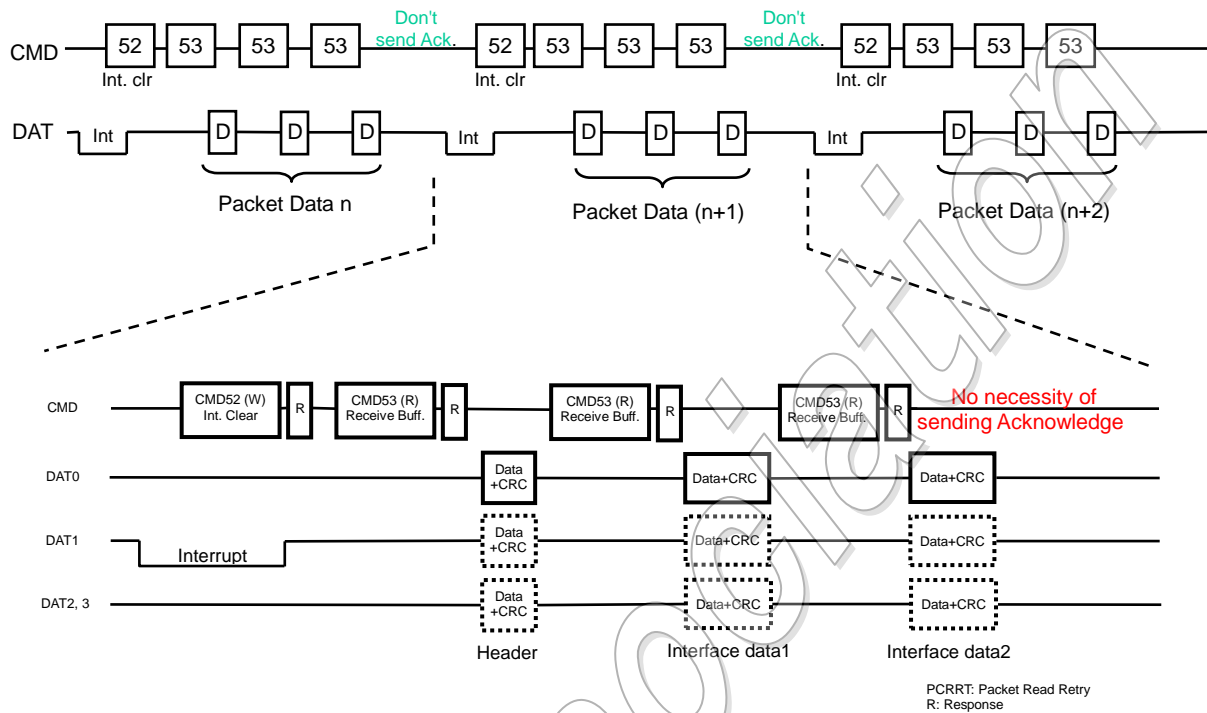 Don't
send Ack.
Don't
send Ack.
CMD
52
53
53
53
52
53
53
53
52
53
53
53
Int. clr
Int. clr
Int. clr
DAT
Int
D
D
D
Int
D
D
D
Int
D
D
D
Packet Data n
Packet Data (n+1)
Packet Data (n+2)
CMD
CMD52 (W)
Int. Clear
R
CMD53 (R)
Receive Buff.
R
CMD53 (R)
Receive Buff.
R
CMD53 (R)
Receive Buff.
R
No necessity of
sending Acknowledge
DAT0
Data
+CRC
Data+CRC
Data+CRC
DAT1
Interrupt
Data
+CRC
Data+CRC
Data+CRC
DAT2, 3
Data
+CRC
Data+CRC
Data+CRC
Header
Interface data1
Interface data2
PCRRT: Packet Read Retry
R: Response
ociation